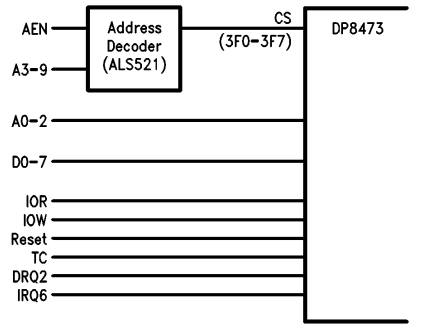 AEN
Address
Decoder
(ALS521)
CS
(3F0-3F7)
DP8473
A3-9
A0-2
D0-7
IOR
IOW
Reset
TC
DRQ2
IRQ6